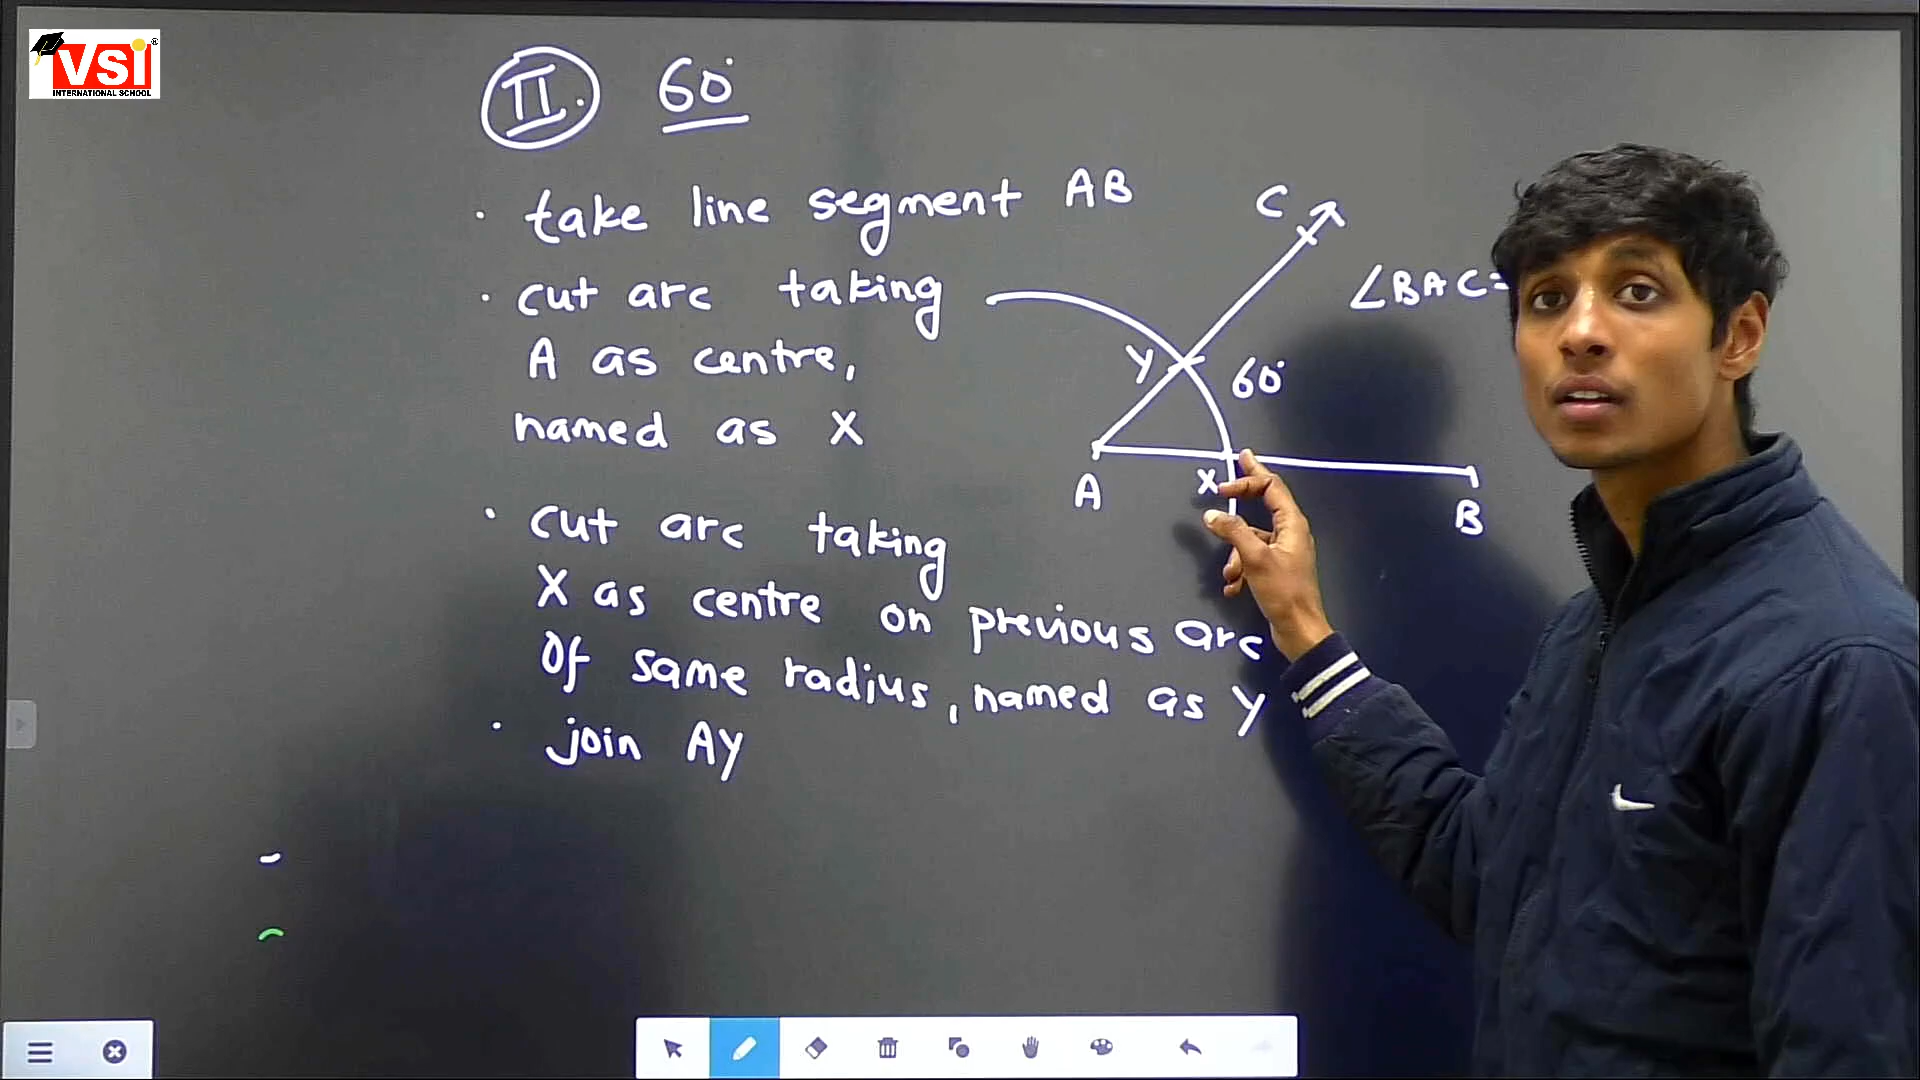 VSI
INTERNATIONAL SCHOOL
II. 60°
· take line segment AB
· cut arc taking
A as centre,
named as X
· cut arc taking
X as centre on previous arc
Of same radius, named as Y
· join AY
C
∠BAC=
Y
60°
A
X
B